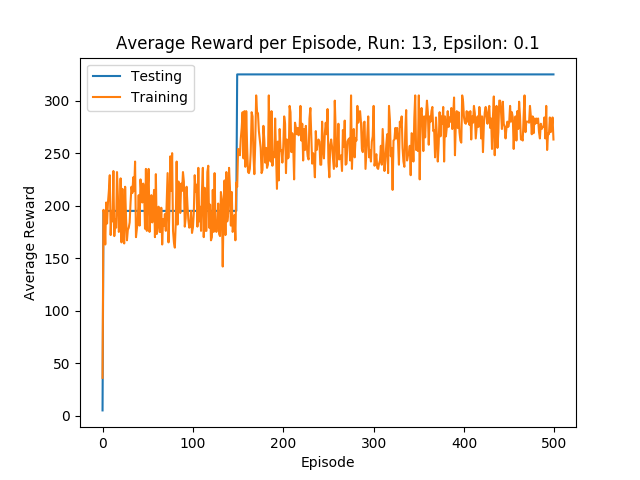 Average Reward per Episode, Run: 13, Epsilon: 0.1
Testing
Training
Average Reward
300
250
200
150
100
50
0
0 100 200 300 400 500
Episode